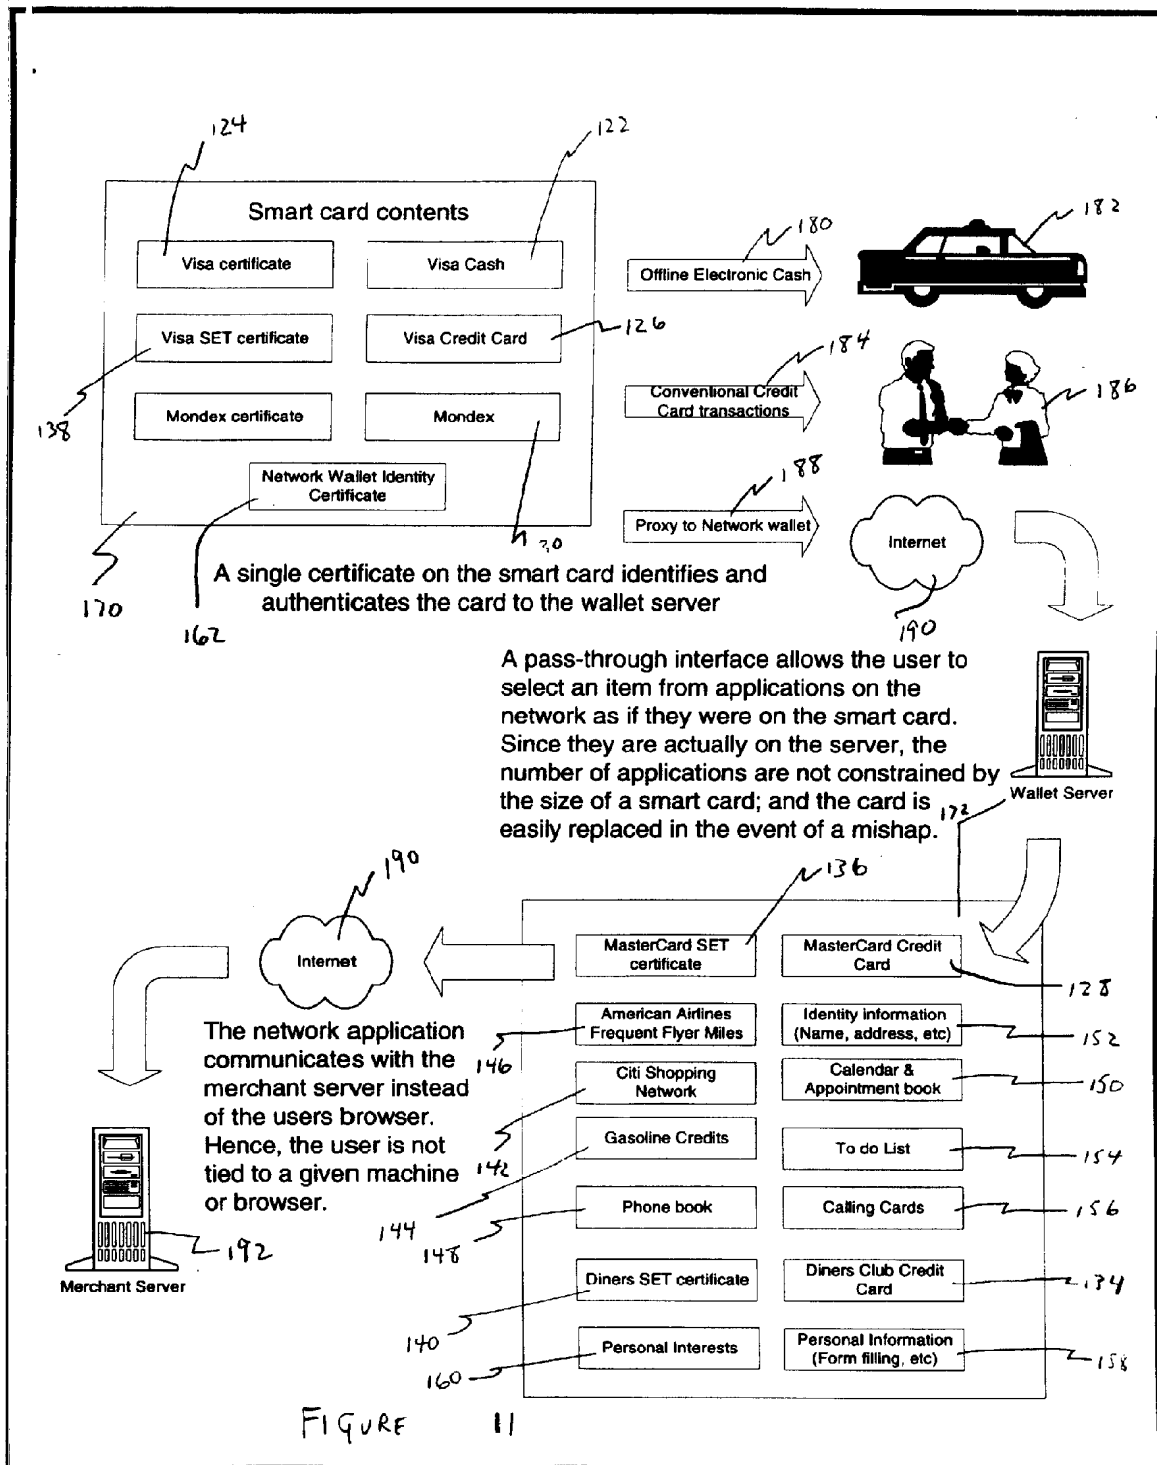 124
122
Smart card contents
182
180
Visa certificate
Visa Cash
Offline Electronic Cash
Visa SET certificate
Visa Credit Card
126
184
Conventional Credit
Card transactions
186
138
Mondex certificate
Mondex
188
Network Wallet Identity
Certificate
Proxy to Network wallet
Internet
170
162
190
A single certificate on the smart card identifies and
authenticates the card to the wallet server
A pass-through interface allows the user to
select an item from applications on the
network as if they were on the smart card.
Since they are actually on the server, the
number of applications are not constrained by
the size of a smart card; and the card is
easily replaced in the event of a mishap.
Wallet Server
172
190
136
Internet
MasterCard SET
certificate
MasterCard Credit
Card
128
The network application
communicates with the
merchant server instead
of the users browser.
Hence, the user is not
tied to a given machine
or browser.
146
American Airlines
Frequent Flyer Miles
Identity information
(Name, address, etc)
152
Citi Shopping
Network
Calendar &
Appointment book
150
142
Gasoline Credits
To do List
154
144
Phone book
Calling Cards
156
148
192
Merchant Server
Diners SET certificate
Diners Club Credit
Card
134
140
Personal Interests
Personal Information
(Form filling, etc)
158
160
FIGURE 11